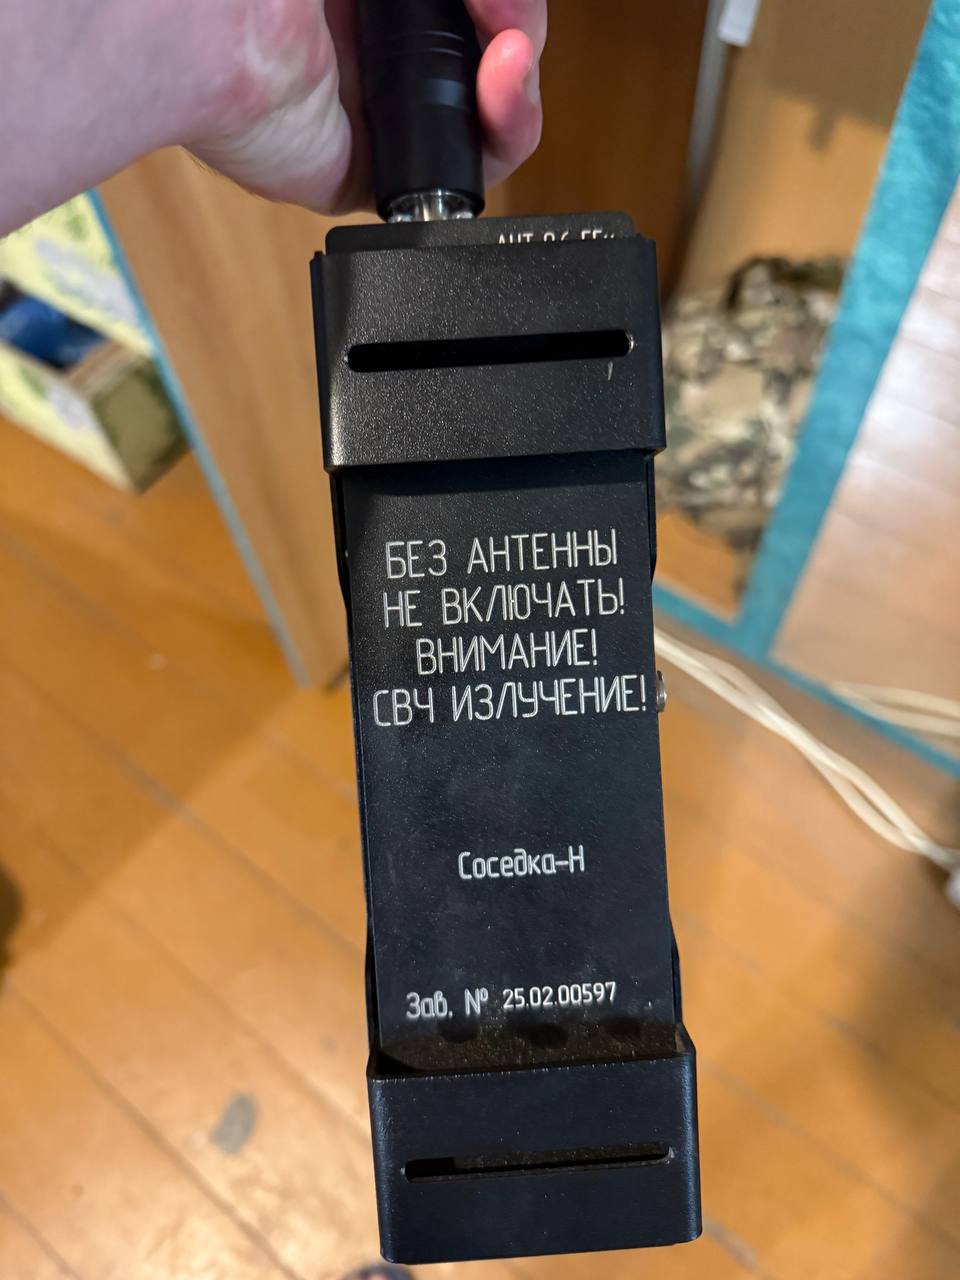 БЕЗ АНТЕННЫ
НЕ ВКЛЮЧАТЬ!
ВНИМАНИЕ!
СВЧ ИЗЛУЧЕНИЕ!
Соседка-Н
Зав. № 25.02.00597